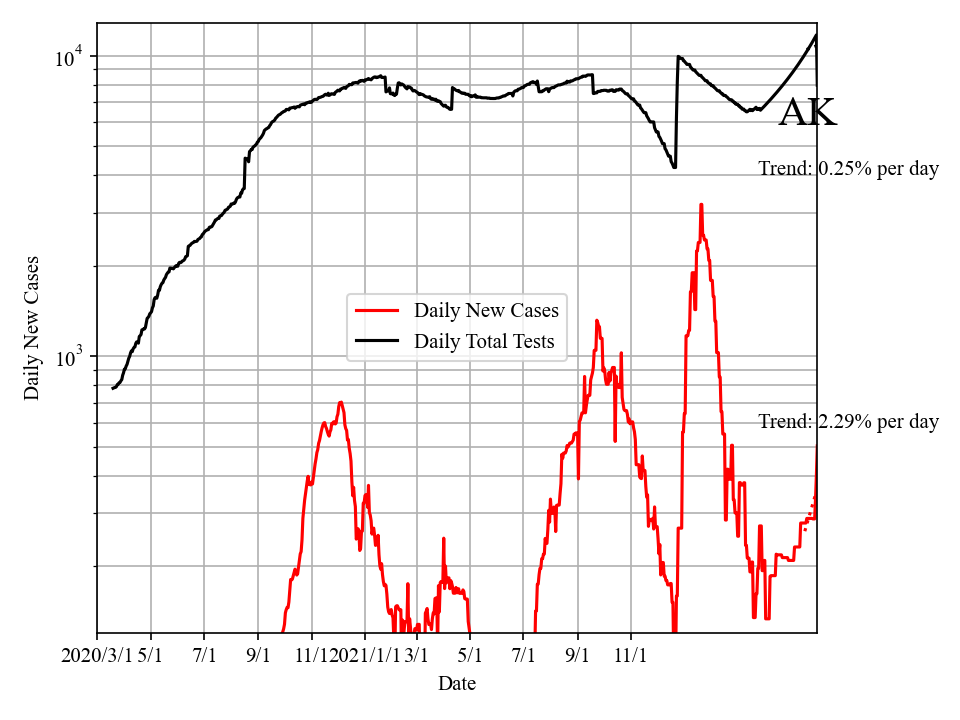 10^4
AK
Trend: 0.25% per day
Daily New Cases
Daily New Cases
Daily Total Tests
10^3
Trend: 2.29% per day
2020/3/1 5/1 7/1 9/1 11/1 2021/1/1 3/1 5/1 7/1 9/1 11/1
Date